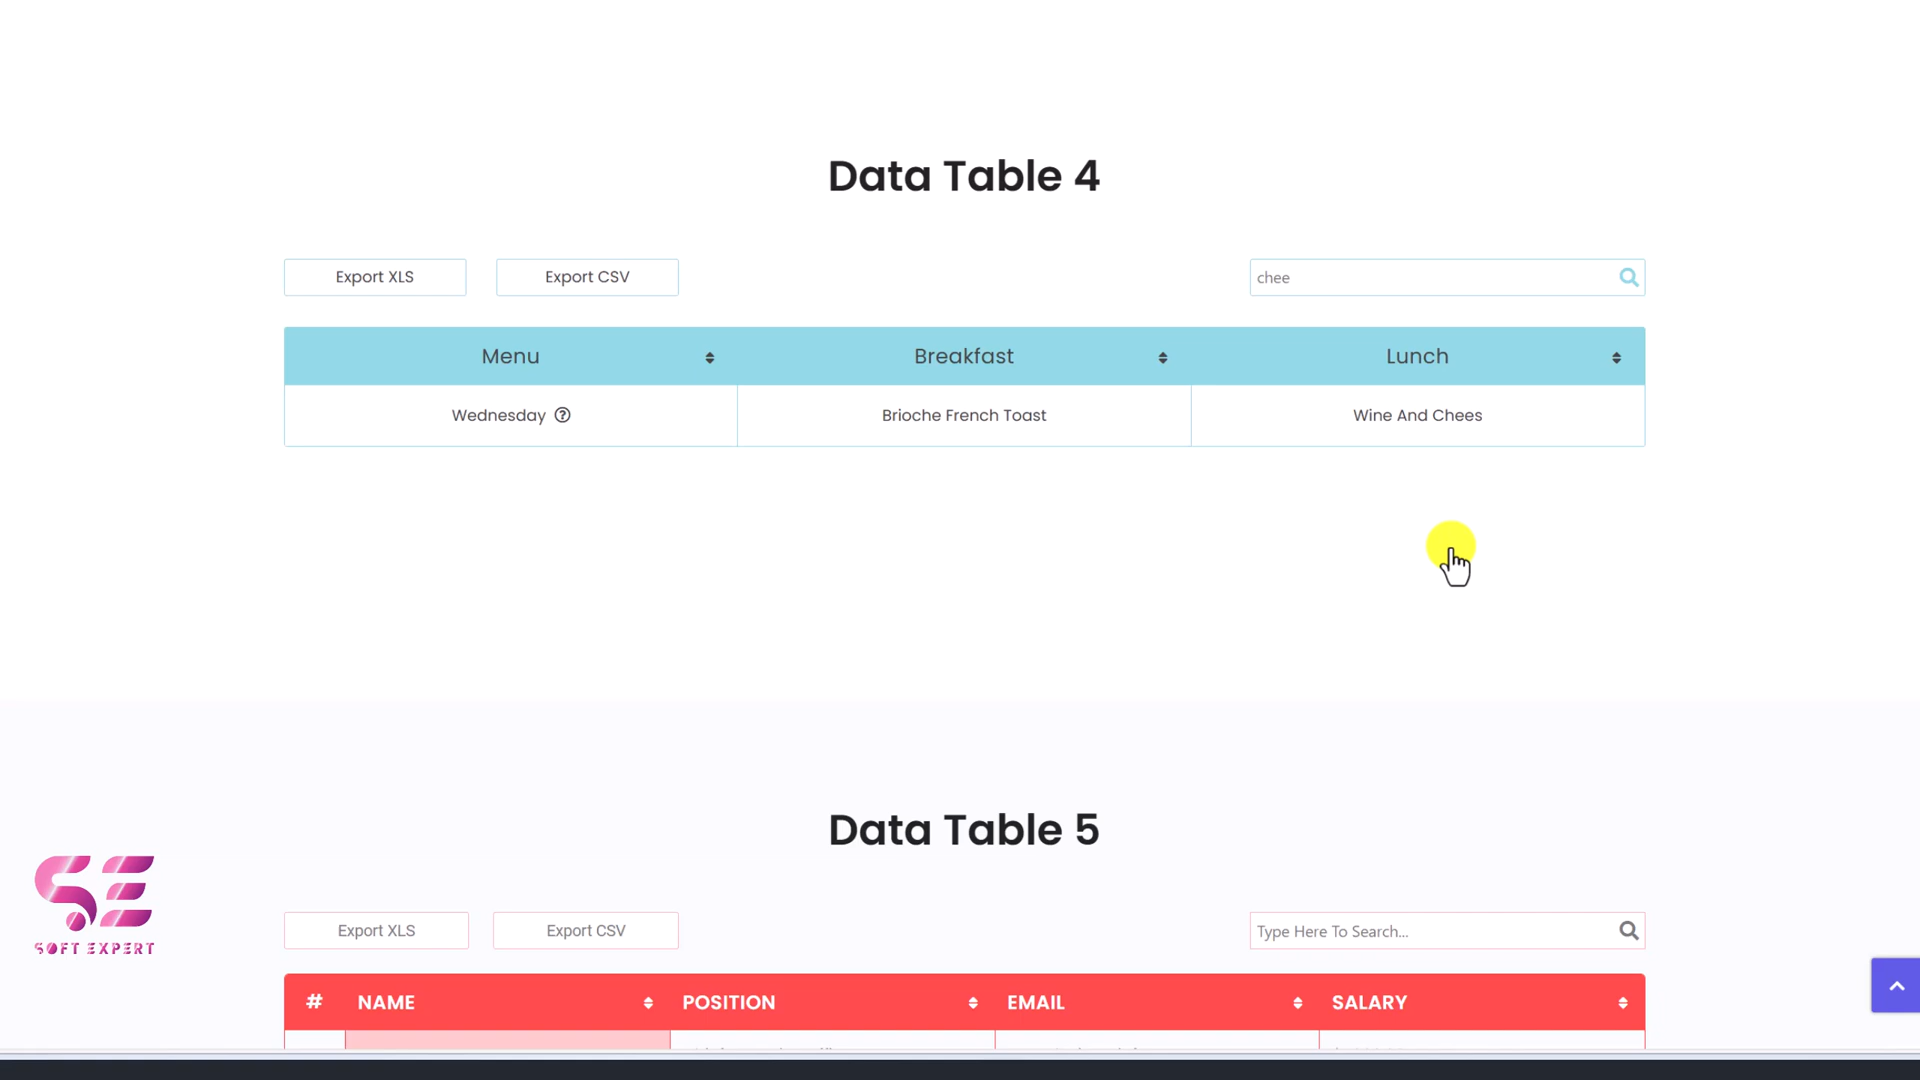 Data Table 4
Export XLS Export CSV chee
Menu Breakfast Lunch
Wednesday Brioche French Toast Wine And Chees
Data Table 5
SE
SOFT EXPERT
Export XLS Export CSV Type Here To Search...
# NAME POSITION EMAIL SALARY